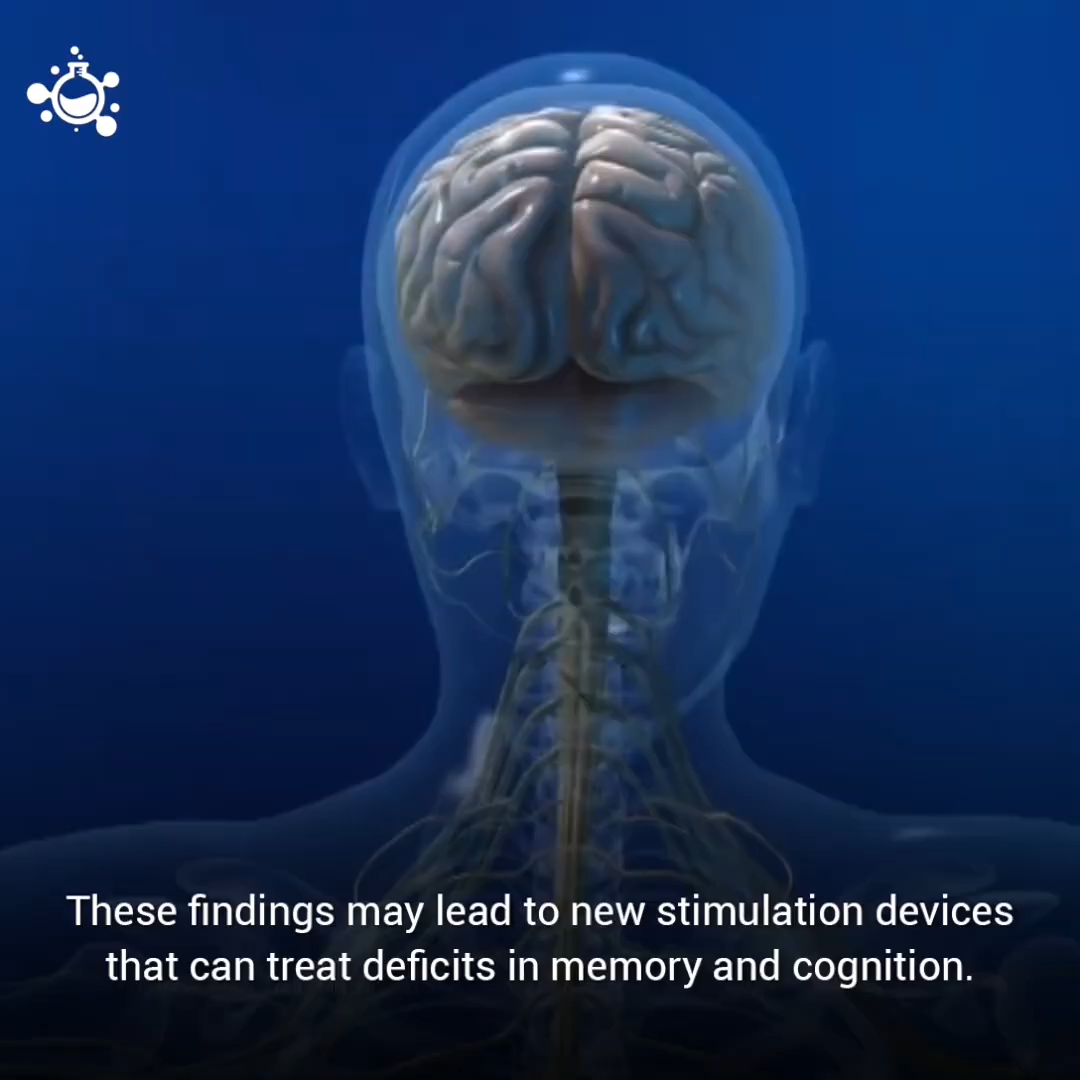 These findings may lead to new stimulation devices
that can treat deficits in memory and cognition.